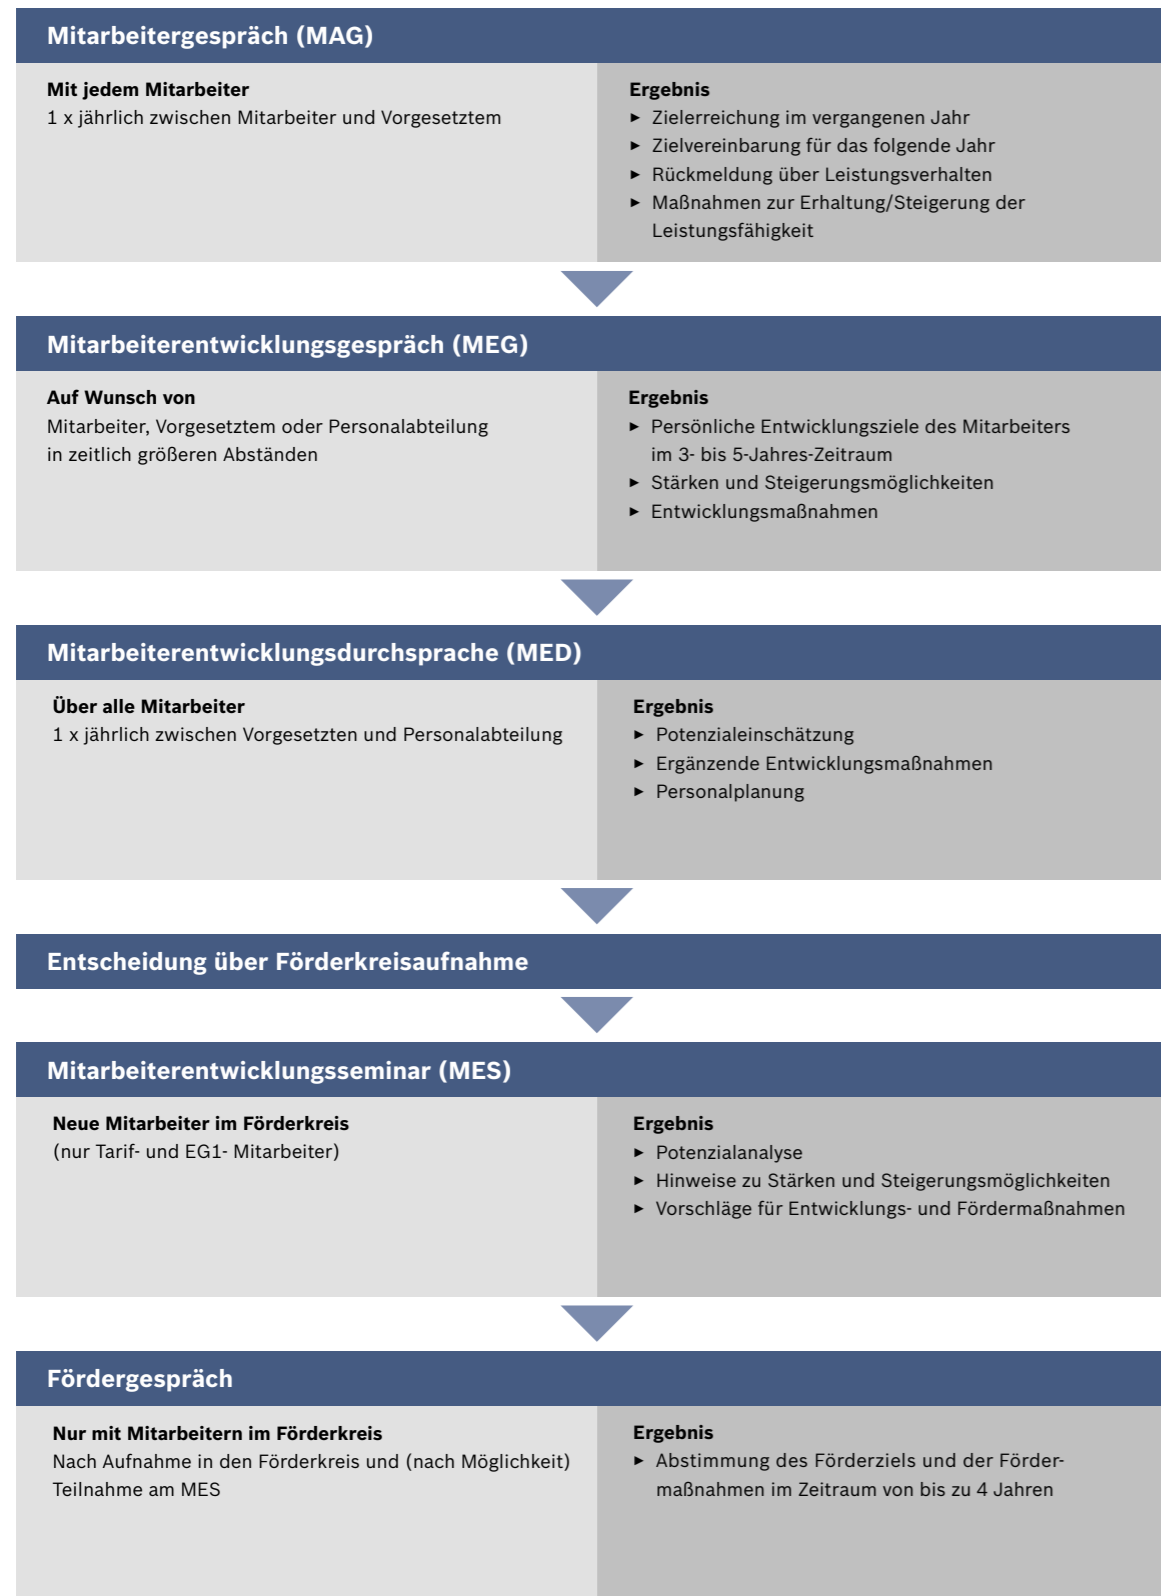 Mitarbeitergespräch (MAG)
Mit jedem Mitarbeiter
1 x jährlich zwischen Mitarbeiter und Vorgesetztem
Ergebnis
► Zielerreichung im vergangenen Jahr
► Zielvereinbarung für das folgende Jahr
► Rückmeldung über Leistungsverhalten
► Maßnahmen zur Erhaltung/Steigerung der
Leistungsfähigkeit
Mitarbeiterentwicklungsgespräch (MEG)
Auf Wunsch von
Mitarbeiter, Vorgesetztem oder Personalabteilung
in zeitlich größeren Abständen
Ergebnis
► Persönliche Entwicklungsziele des Mitarbeiters
im 3- bis 5-Jahres-Zeitraum
► Stärken und Steigerungsmöglichkeiten
► Entwicklungsmaßnahmen
Mitarbeiterentwicklungsdurchsprache (MED)
Über alle Mitarbeiter
1 x jährlich zwischen Vorgesetzten und Personalabteilung
Ergebnis
► Potenzialeinschätzung
► Ergänzende Entwicklungsmaßnahmen
► Personalplanung
Entscheidung über Förderkreisaufnahme
Mitarbeiterentwicklungsseminar (MES)
Neue Mitarbeiter im Förderkreis
(nur Tarif- und EG1- Mitarbeiter)
Ergebnis
► Potenzialanalyse
► Hinweise zu Stärken und Steigerungsmöglichkeiten
► Vorschläge für Entwicklungs- und Fördermaßnahmen
Fördergespräch
Nur mit Mitarbeitern im Förderkreis
Nach Aufnahme in den Förderkreis und (nach Möglichkeit)
Teilnahme am MES
Ergebnis
► Abstimmung des Förderziels und der Förder-
maßnahmen im Zeitraum von bis zu 4 Jahren